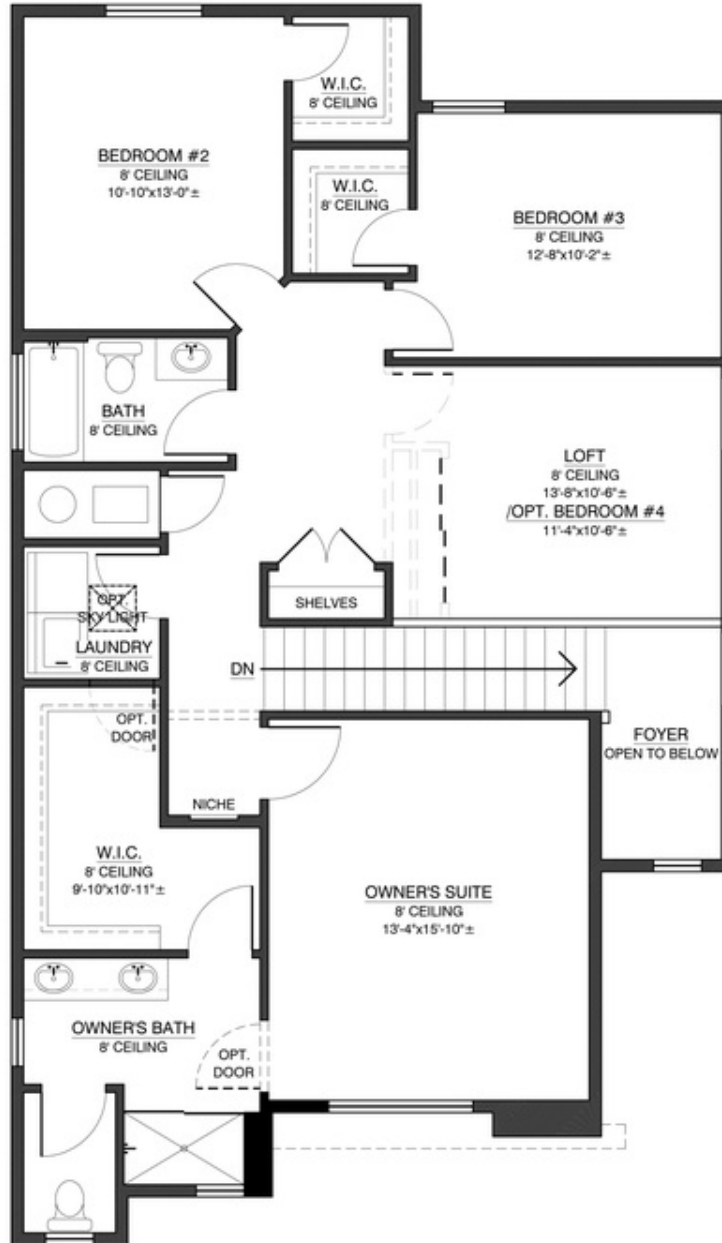 W.I.C.
8' CEILING
BEDROOM #2
8' CEILING
10'-10"x13'-0"±
W.I.C.
8' CEILING
BEDROOM #3
8' CEILING
12'-8"x10'-2"±
BATH
8' CEILING
LOFT
8' CEILING
13'-8"x10'-6"±
/OPT. BEDROOM #4
11'-4"x10'-6"±
OPT.
SKY LIGHT
SHELVES
LAUNDRY
8' CEILING
DN
OPT.
DOOR
FOYER
OPEN TO BELOW
NICHE
W.I.C.
8' CEILING
9'-10"x10'-11"±
OWNER'S SUITE
8' CEILING
13'-4"x15'-10"±
OWNER'S BATH
8' CEILING
OPT.
DOOR